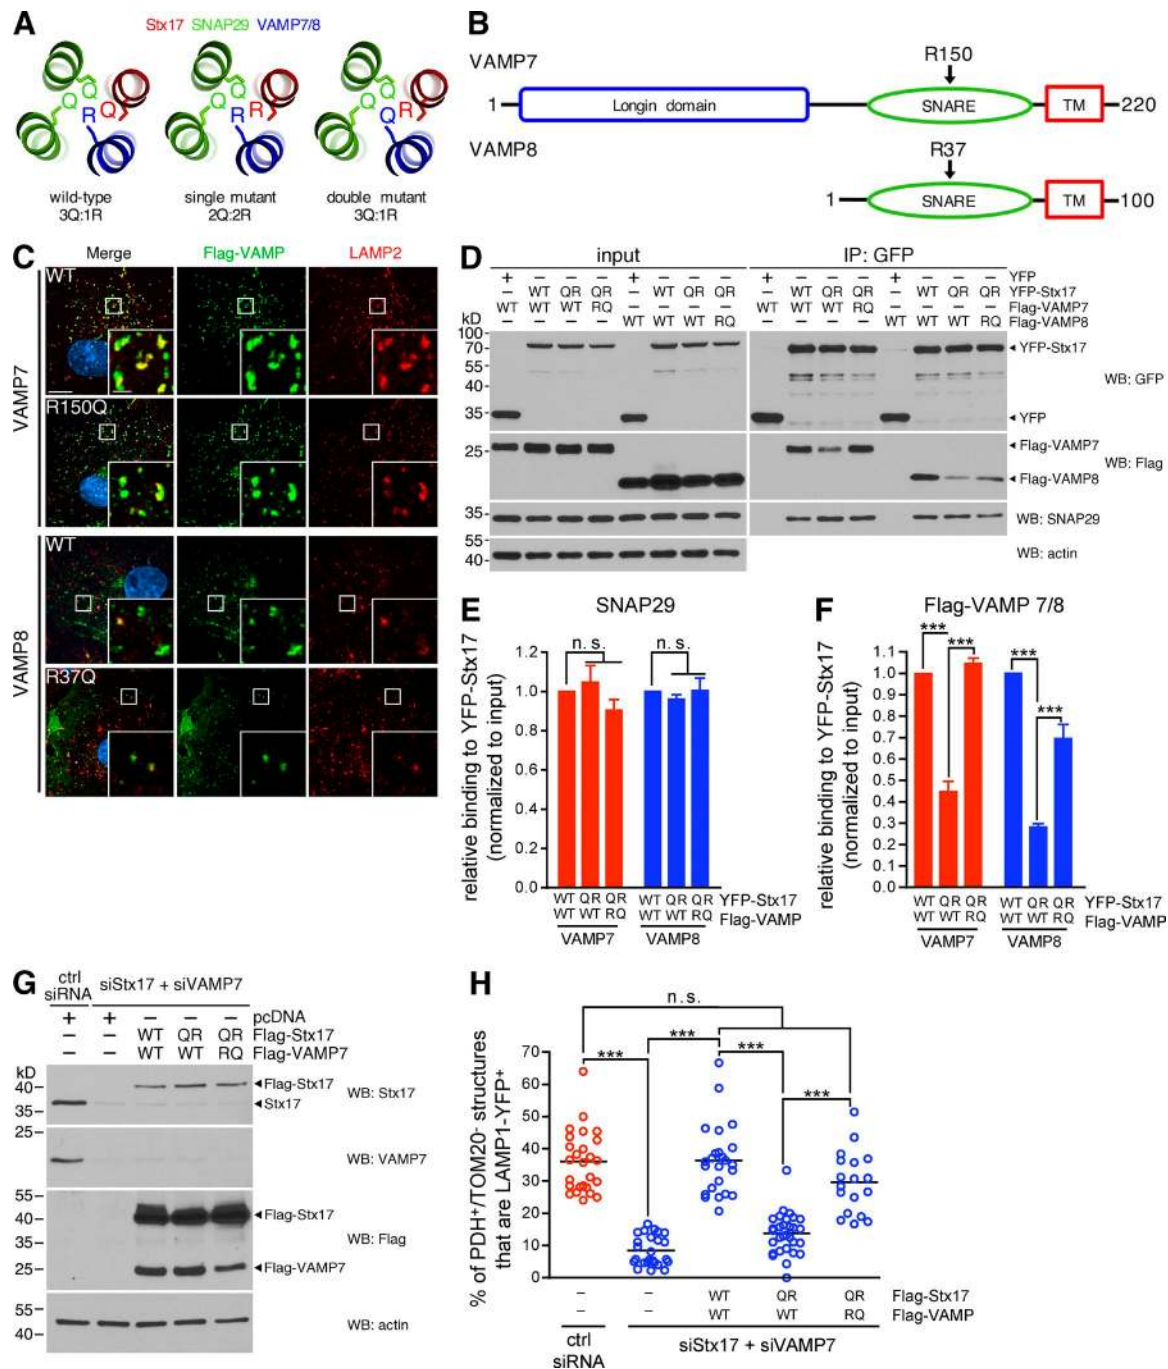 A
Stx17 SNAP29 VAMP7/8
Q Q Q R
Q Q R R
Q Q R Q
wild-type 3Q:1R
single mutant 2Q:2R
double mutant 3Q:1R
B
VAMP7
R150
1 Longin domain SNARE TM 220
VAMP8
R37
1 SNARE TM 100
C
Merge Flag-VAMP LAMP2
VAMP7
WT
R150Q
VAMP8
WT
R37Q
D
input IP: GFP
+ – – – + – – – + – – – + – – – YFP
– WT QR QR – WT QR QR – WT QR QR – WT QR QR YFP-Stx17
WT WT WT RQ – – – – WT WT WT RQ – – – – Flag-VAMP7
– – – – WT WT WT RQ – – – – WT WT WT RQ Flag-VAMP8
kD
100
70
55
40
35
25
35
55
40
YFP-Stx17
WB: GFP
YFP
Flag-VAMP7
WB: Flag
Flag-VAMP8
WB: SNAP29
WB: actin
E
SNAP29
relative binding to YFP-Stx17
(normalized to input)
1.2
1.0
0.8
0.6
0.4
0.2
0.0
n. s. n. s.
WT QR QR WT QR QR YFP-Stx17
WT WT RQ WT WT RQ Flag-VAMP
VAMP7 VAMP8
F
Flag-VAMP 7/8
relative binding to YFP-Stx17
(normalized to input)
1.1
1.0
0.9
0.8
0.7
0.6
0.5
0.4
0.3
0.2
0.1
0.0
*** *** *** ***
WT QR QR WT QR QR YFP-Stx17
WT WT RQ WT WT RQ Flag-VAMP
VAMP7 VAMP8
G
ctrl siRNA siStx17 + siVAMP7
+ + – – – pcDNA
– – WT QR QR Flag-Stx17
– – WT WT RQ Flag-VAMP7
kD
40
35
25
55
40
35
25
55
40
Flag-Stx17
WB: Stx17
Stx17
WB: VAMP7
Flag-Stx17
WB: Flag
Flag-VAMP7
WB: actin
H
% of PDH+/TOM20- structures
that are LAMP1-YFP+
n. s.
*** *** *** ***
70
60
50
40
30
20
10
0
– – WT QR QR Flag-Stx17
– – WT WT RQ Flag-VAMP
ctrl siRNA
siStx17 + siVAMP7